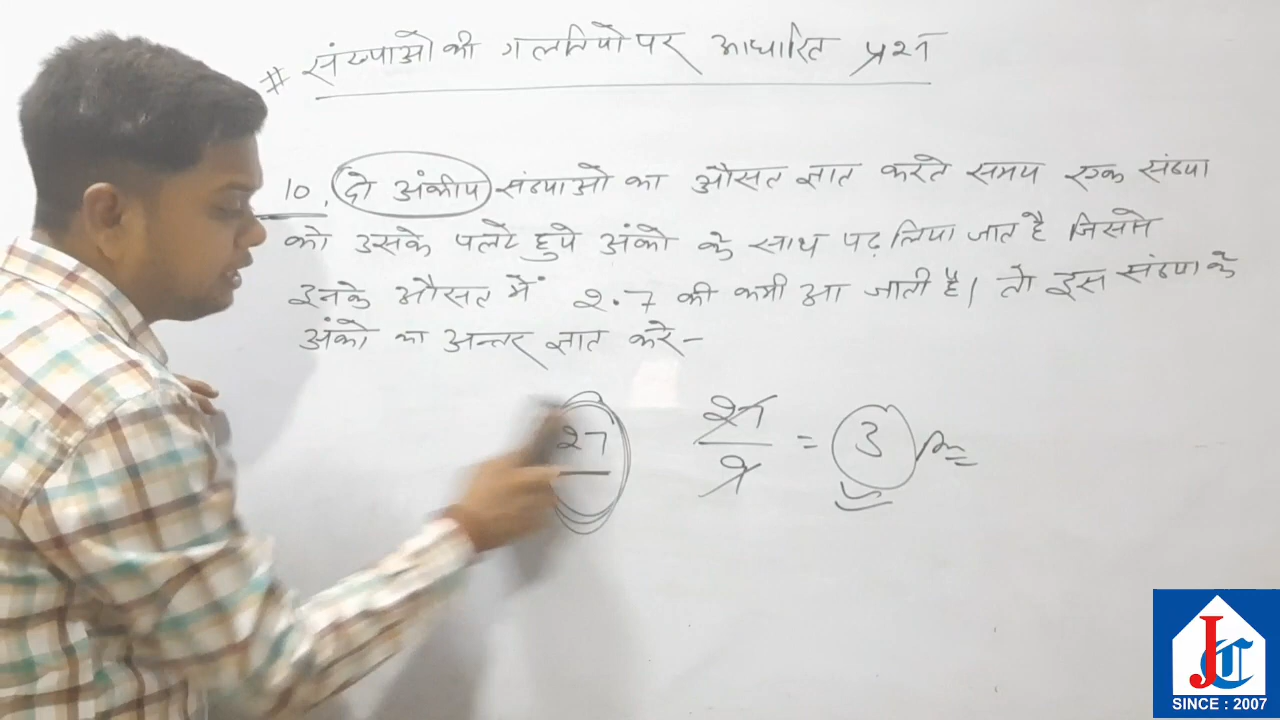 # संख्याओ की गलतियो पर आधारित प्रश्न
10. दो अंकीय संख्याओ का औसत ज्ञात करते समय एक संख्या
को उसके पलटे हुये अंको के साथ पढ़ लिया जात है जिससे
इनके औसत में 2.7 की कमी आ जाती है। तो इस संख्या के
अंको का अन्तर ज्ञात करे-
27 27/9 = 3
JC
SINCE : 2007